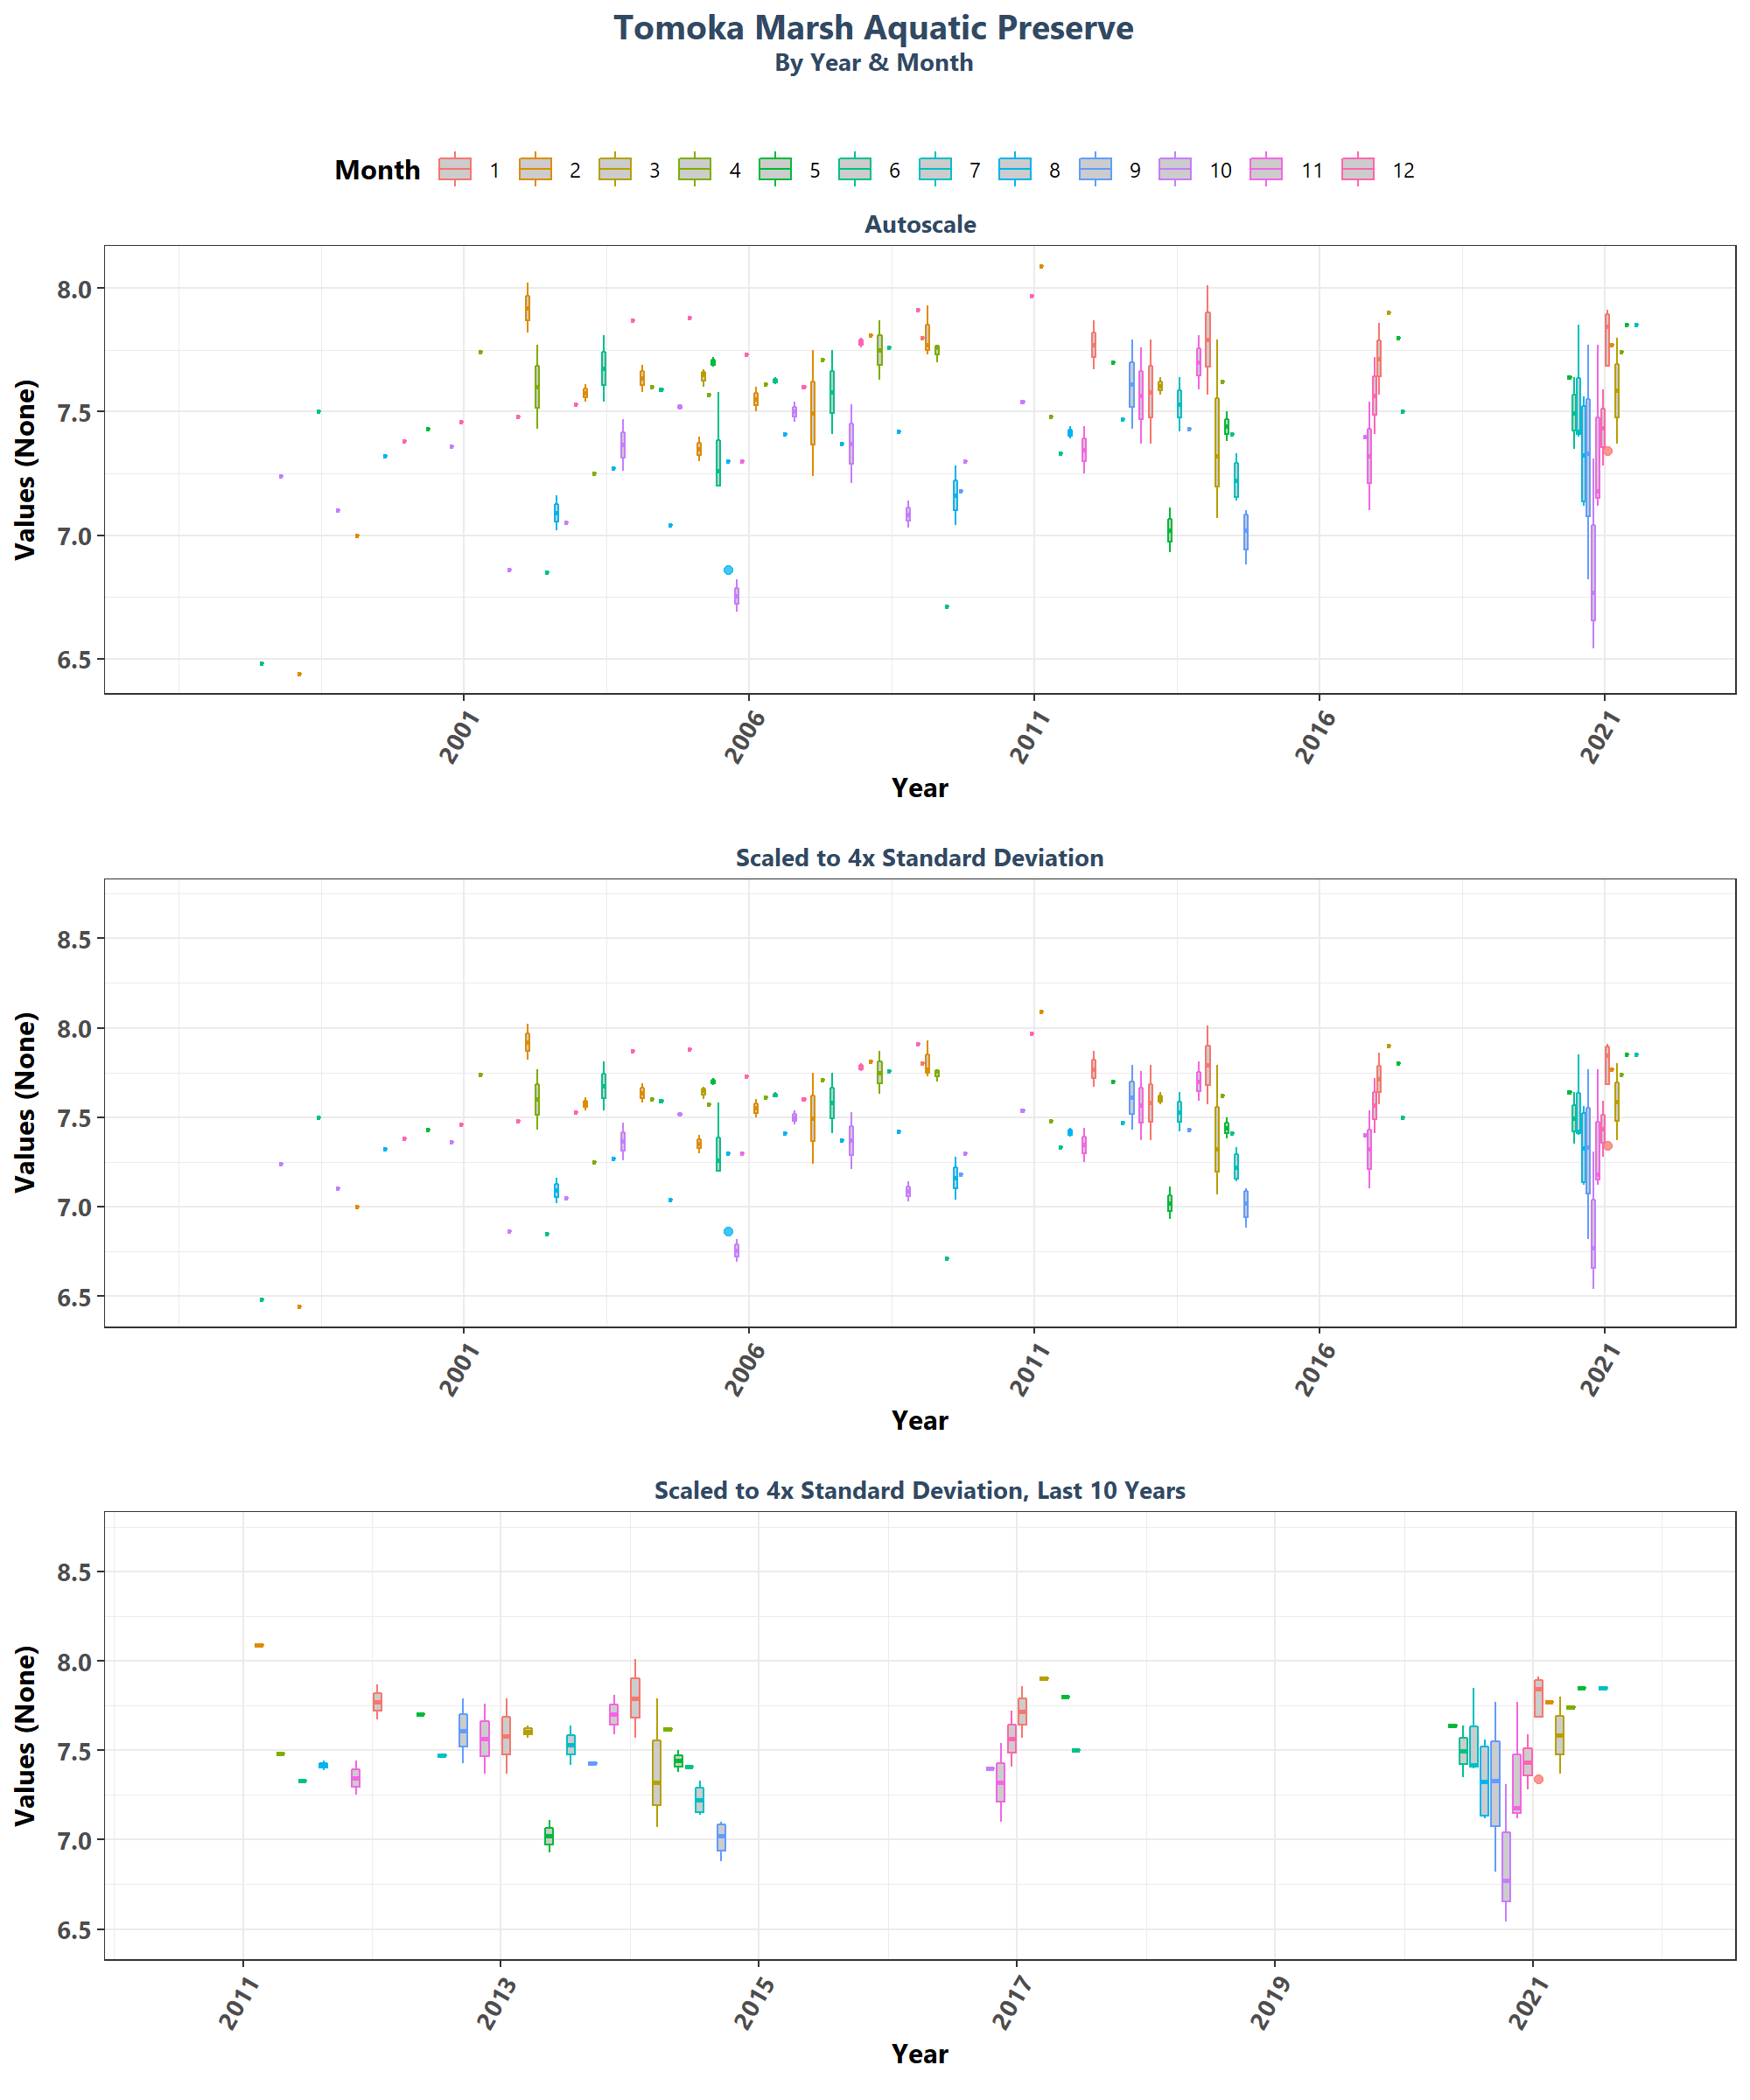 Tomoka Marsh Aquatic Preserve
By Year & Month
Month 1 2 3 4 5 6 7 8 9 10 11 12
Autoscale
Values (None)
8.0
7.5
7.0
6.5
2001 2006 2011 2016 2021
Year
Scaled to 4x Standard Deviation
Values (None)
8.5
8.0
7.5
7.0
6.5
2001 2006 2011 2016 2021
Year
Scaled to 4x Standard Deviation, Last 10 Years
Values (None)
8.5
8.0
7.5
7.0
6.5
2011 2013 2015 2017 2019 2021
Year